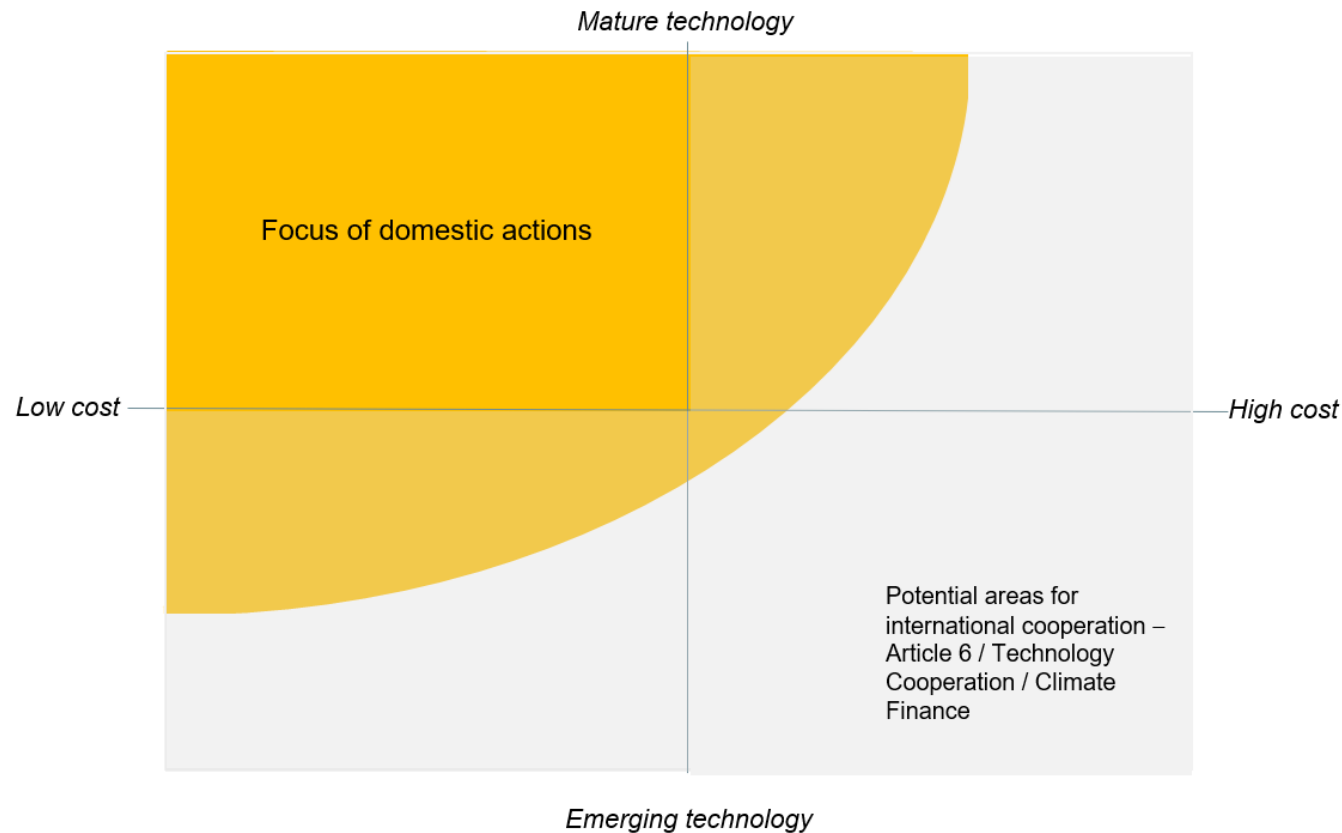 Mature technology
Focus of domestic actions
Low cost
High cost
Potential areas for
international cooperation –
Article 6 / Technology
Cooperation / Climate
Finance
Emerging technology